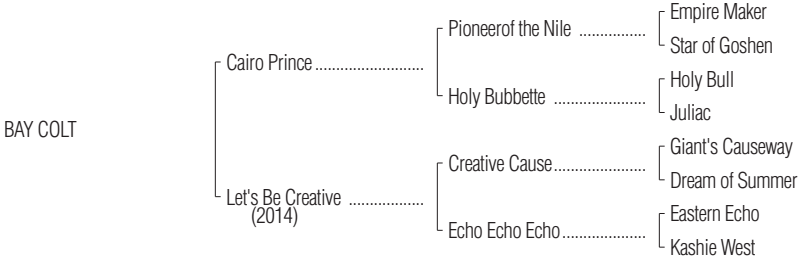 Empire Maker
Pioneerof the Nile ................
Star of Goshen
Cairo Prince ..........................
Holy Bull
Holy Bubbette ......................
Juliac
BAY COLT
Giant's Causeway
Creative Cause......................
Dream of Summer
Let's Be Creative ..................
(2014)
Eastern Echo
Echo Echo Echo....................
Kashie West